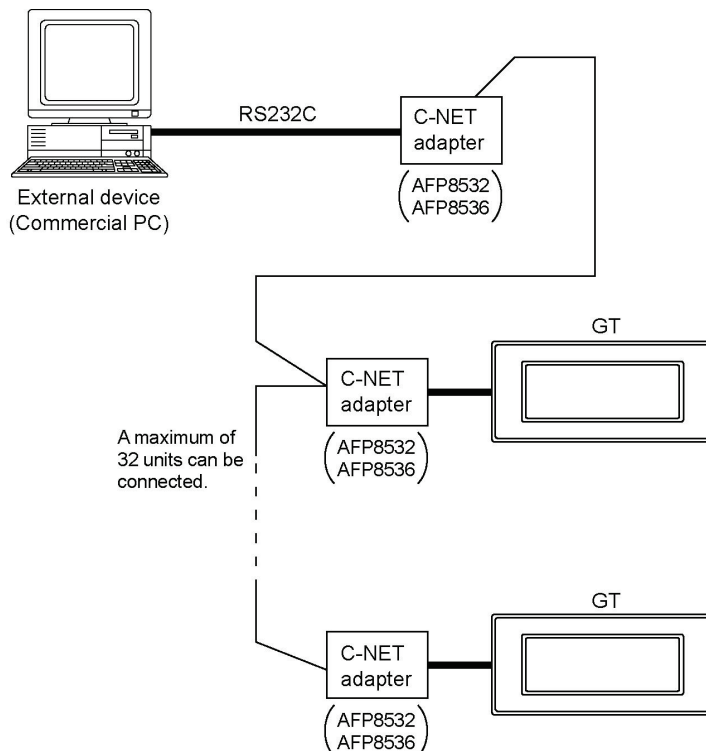 RS232C
C-NET
adapter
(AFP8532
AFP8536)
External device
(Commercial PC)
GT
C-NET
adapter
(AFP8532
AFP8536)
A maximum of
32 units can be
connected.
GT
C-NET
adapter
(AFP8532
AFP8536)